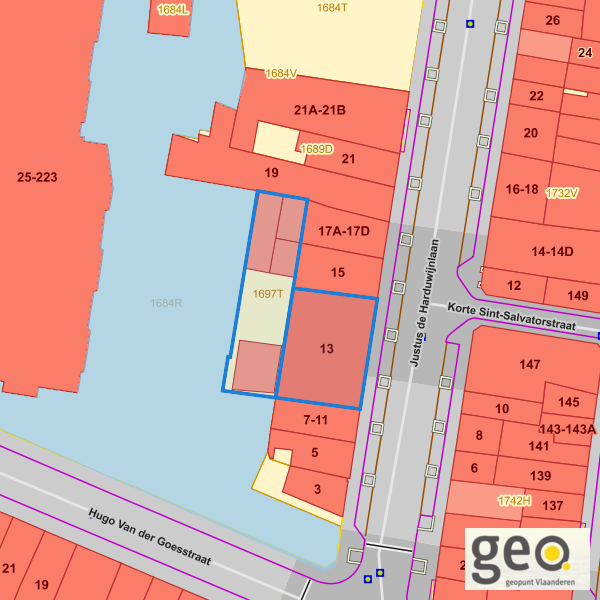 1684L
1684T
26
24
1684V
22
21A-21B
20
1689D
21
19
25-223
16-18
1732V
17A-17D
14-14D
15
12
149
1697T
1684R
Justus de Harduwijnlaan
Korte Sint-Salvatorstraat
13
147
145
10
7-11
143-143A
8
141
5
6
139
3
1742H
137
Hugo Van der Goesstraat
21
19
geo.
geopunt Vlaanderen